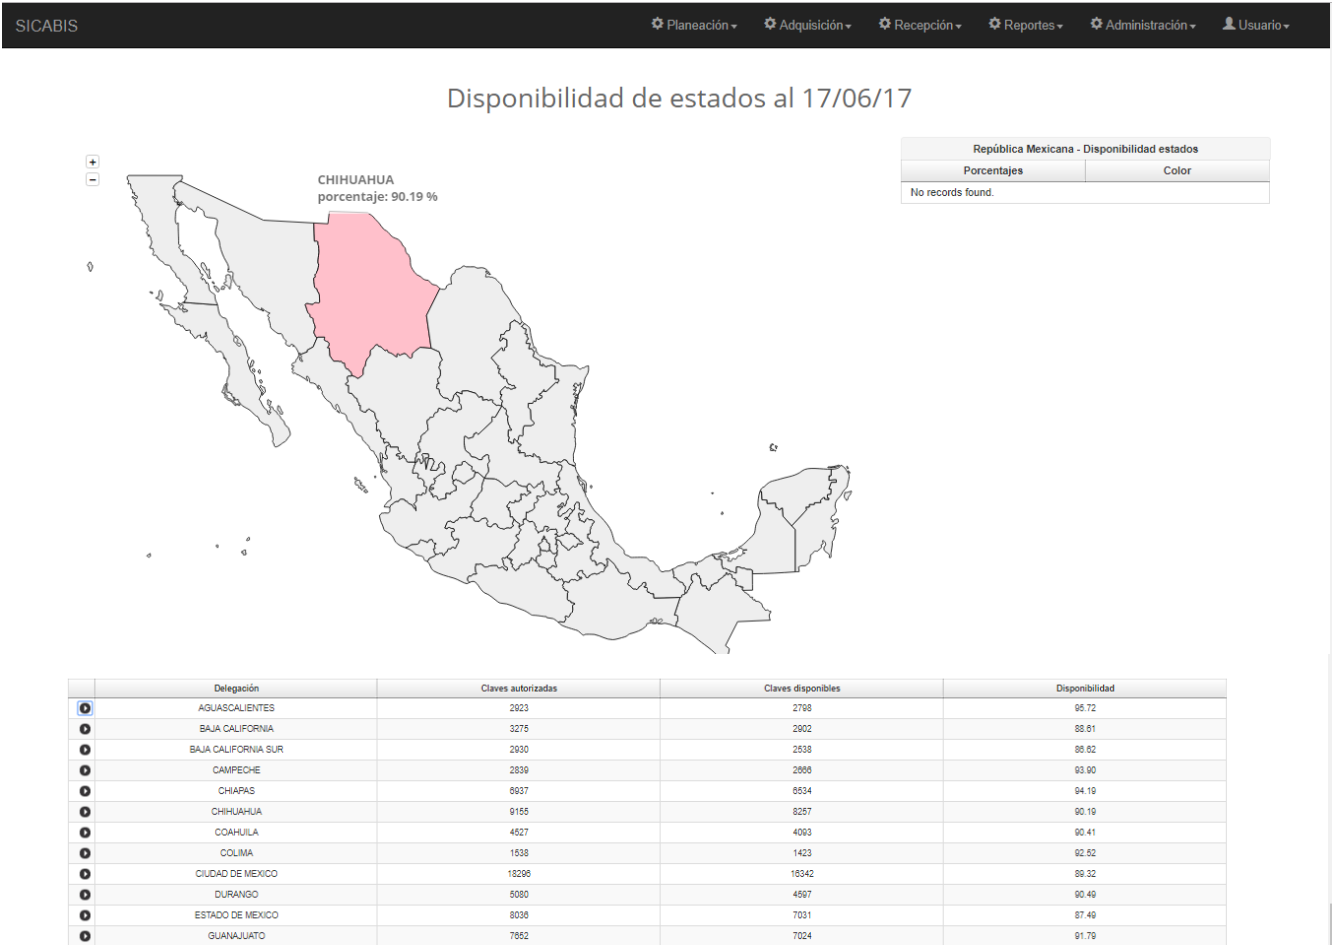 SICABIS
Planeación Adquisición Recepción Reportes Administración Usuario
Disponibilidad de estados al 17/06/17
+
−
CHIHUAHUA
porcentaje: 90.19 %
República Mexicana - Disponibilidad estados
Porcentajes Color
No records found.
Delegación Claves autorizadas Claves disponibles Disponibilidad
AGUASCALIENTES 2923 2798 95.72
BAJA CALIFORNIA 3275 2902 88.61
BAJA CALIFORNIA SUR 2930 2538 86.62
CAMPECHE 2839 2666 93.90
CHIAPAS 6937 6534 94.19
CHIHUAHUA 9155 8257 90.19
COAHUILA 4527 4093 90.41
COLIMA 1538 1423 92.52
CIUDAD DE MEXICO 18296 16342 89.32
DURANGO 5080 4597 90.49
ESTADO DE MEXICO 8036 7031 87.49
GUANAJUATO 7652 7024 91.79